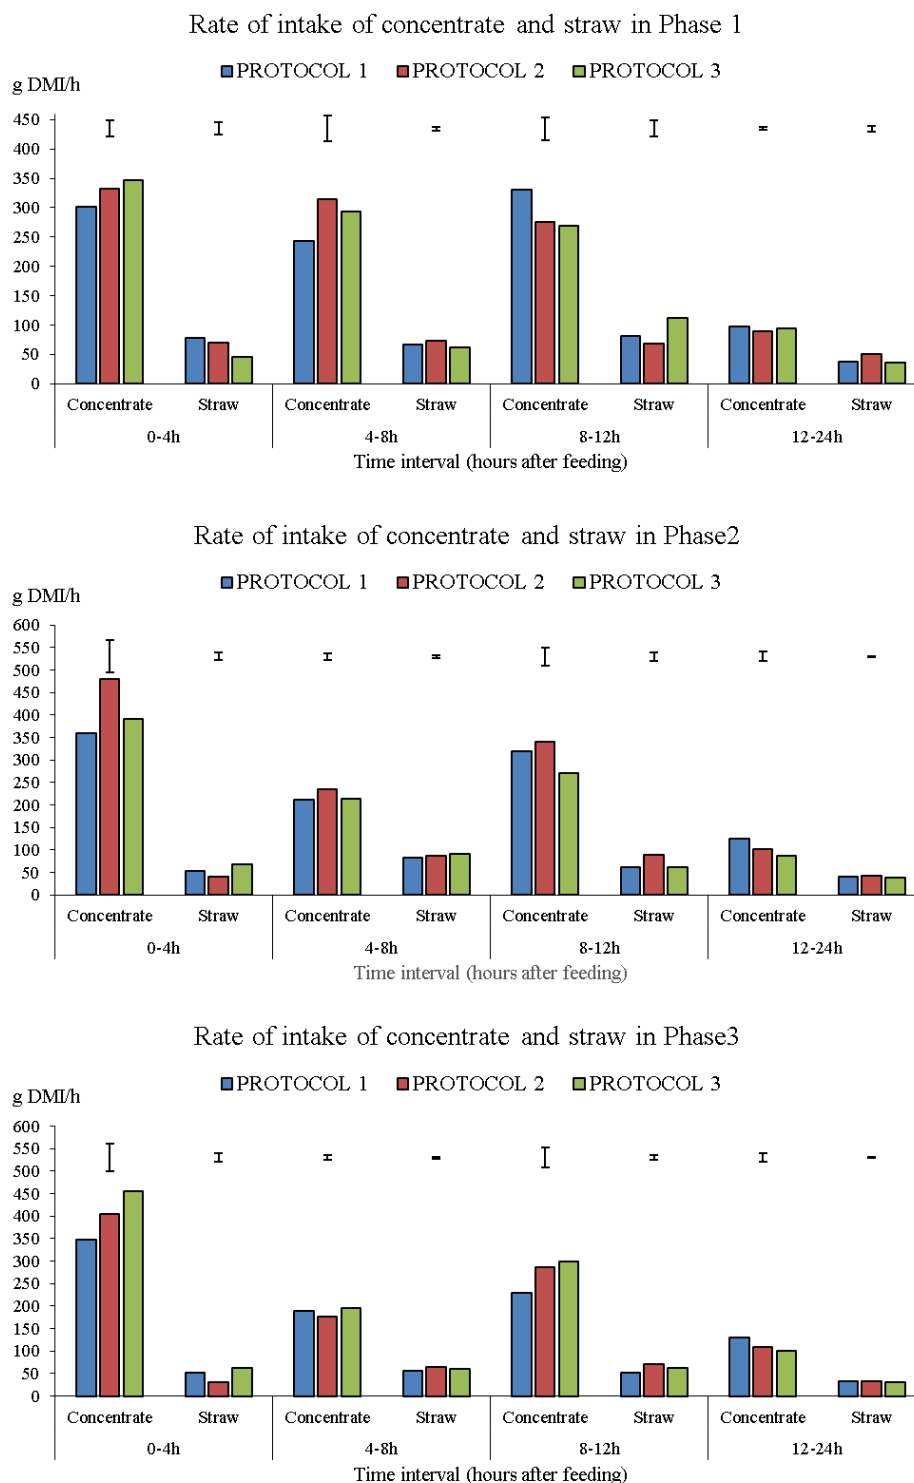 Rate of intake of concentrate and straw in Phase 1
PROTOCOL 1 PROTOCOL 2 PROTOCOL 3
g DMI/h
450
400
350
300
250
200
150
100
50
0
Concentrate Straw Concentrate Straw Concentrate Straw Concentrate Straw
0-4h 4-8h 8-12h 12-24h
Time interval (hours after feeding)
Rate of intake of concentrate and straw in Phase2
PROTOCOL 1 PROTOCOL 2 PROTOCOL 3
g DMI/h
600
550
500
450
400
350
300
250
200
150
100
50
0
Concentrate Straw Concentrate Straw Concentrate Straw Concentrate Straw
0-4h 4-8h 8-12h 12-24h
Time interval (hours after feeding)
Rate of intake of concentrate and straw in Phase3
PROTOCOL 1 PROTOCOL 2 PROTOCOL 3
g DMI/h
600
550
500
450
400
350
300
250
200
150
100
50
0
Concentrate Straw Concentrate Straw Concentrate Straw Concentrate Straw
0-4h 4-8h 8-12h 12-24h
Time interval (hours after feeding)